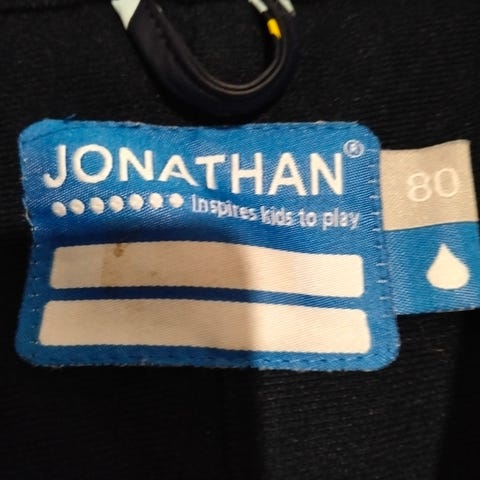 JONATHAN®
Inspires kids to play
80